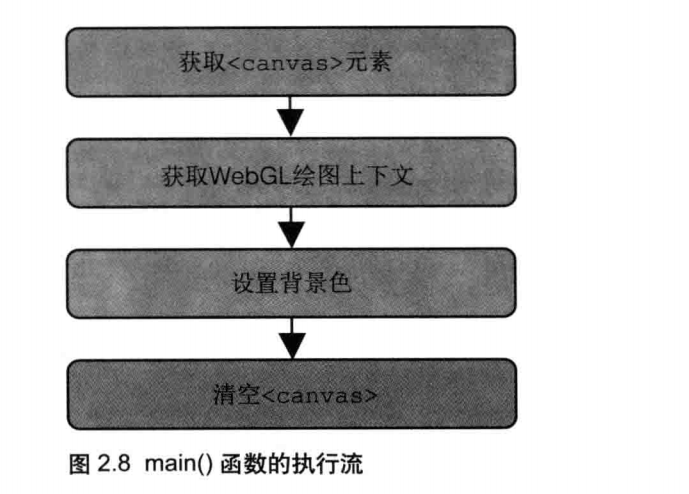 获取<canvas>元素
获取WebGL绘图上下文
设置背景色
清空<canvas>
图 2.8 main() 函数的执行流